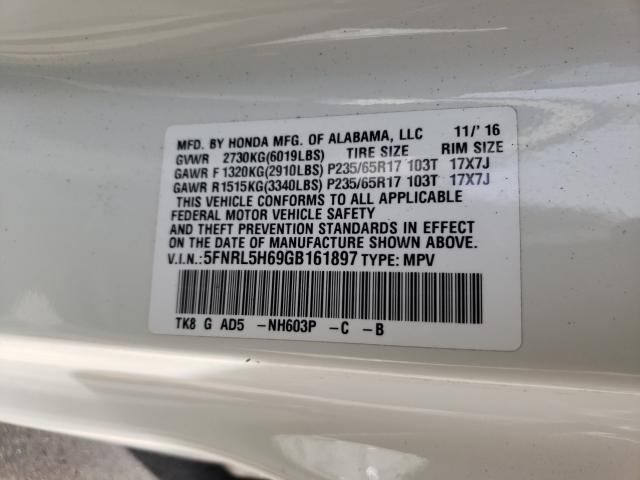 MFD. BY HONDA MFG. OF ALABAMA, LLC 11/' 16
GVWR 2730KG(6019LBS) TIRE SIZE RIM SIZE
GAWR F 1320KG(2910LBS) P235/65R17 103T 17X7J
GAWR R1515KG(3340LBS) P235/65R17 103T 17X7J
THIS VEHICLE CONFORMS TO ALL APPLICABLE
FEDERAL MOTOR VEHICLE SAFETY
AND THEFT PREVENTION STANDARDS IN EFFECT
ON THE DATE OF MANUFACTURE SHOWN ABOVE.
V.I.N.: 5FNRL5H69GB161897 TYPE: MPV
TK8 G AD5 -NH603P -C -B